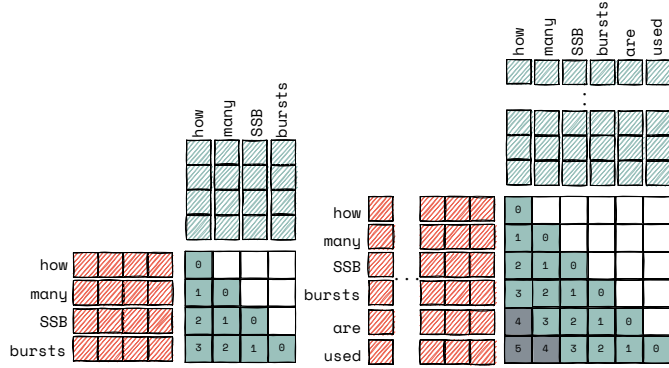 how many SSB bursts are used
how many SSB bursts
...
how 0
many 1 0
SSB 2 1 0
bursts 3 2 1 0
are 4 3 2 1 0
used 5 4 3 2 1 0
...
how 0
many 1 0
SSB 2 1 0
bursts 3 2 1 0